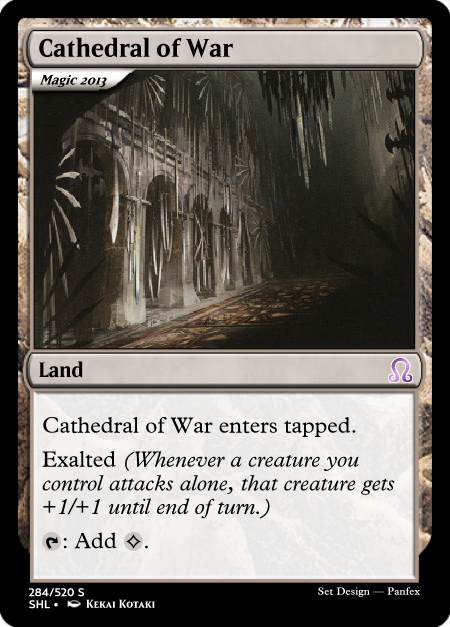 Cathedral of War
Magic 2013
Land
Cathedral of War enters tapped.
Exalted (Whenever a creature you
control attacks alone, that creature gets
+1/+1 until end of turn.)
: Add .
284/520 S
Set Design — Panfex
SHL • Kekai Kotaki